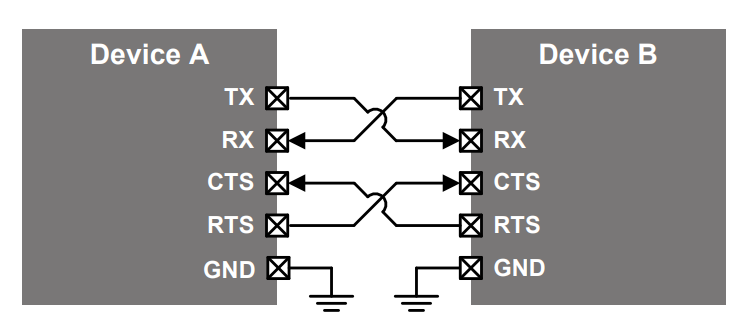 Device A
TX
RX
CTS
RTS
GND
Device B
TX
RX
CTS
RTS
GND